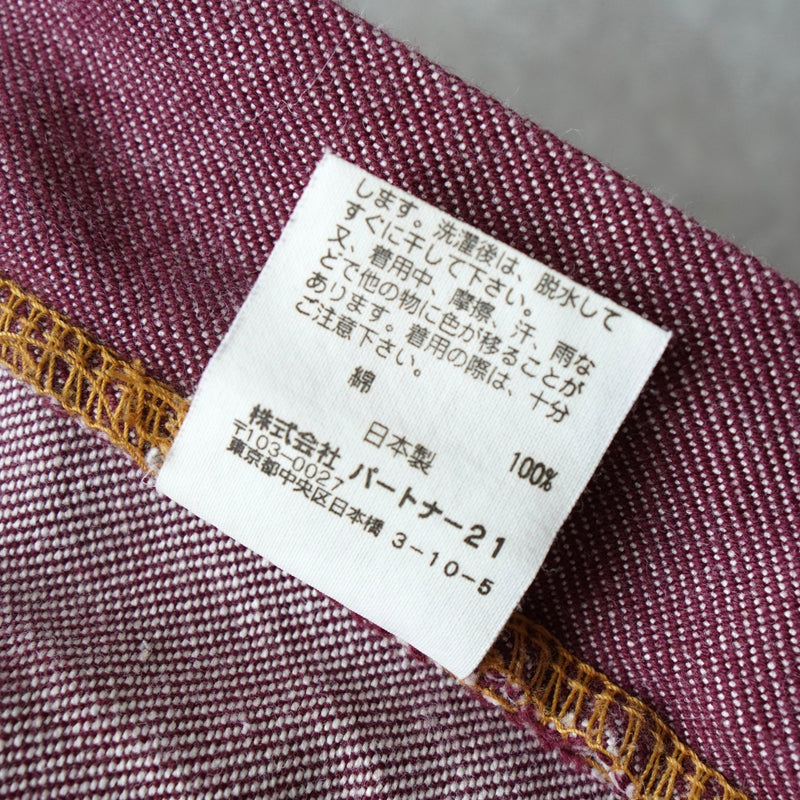 します。洗濯後は、脱水して
すぐに干して下さい。
又、着用中、摩擦、汗、雨な
どで他の物に色が移ることが
あります。着用の際は、十分
ご注意下さい。
綿 100%
日本製
株式会社 パートナー21
〒103-0027
東京都中央区日本橋 3-10-5